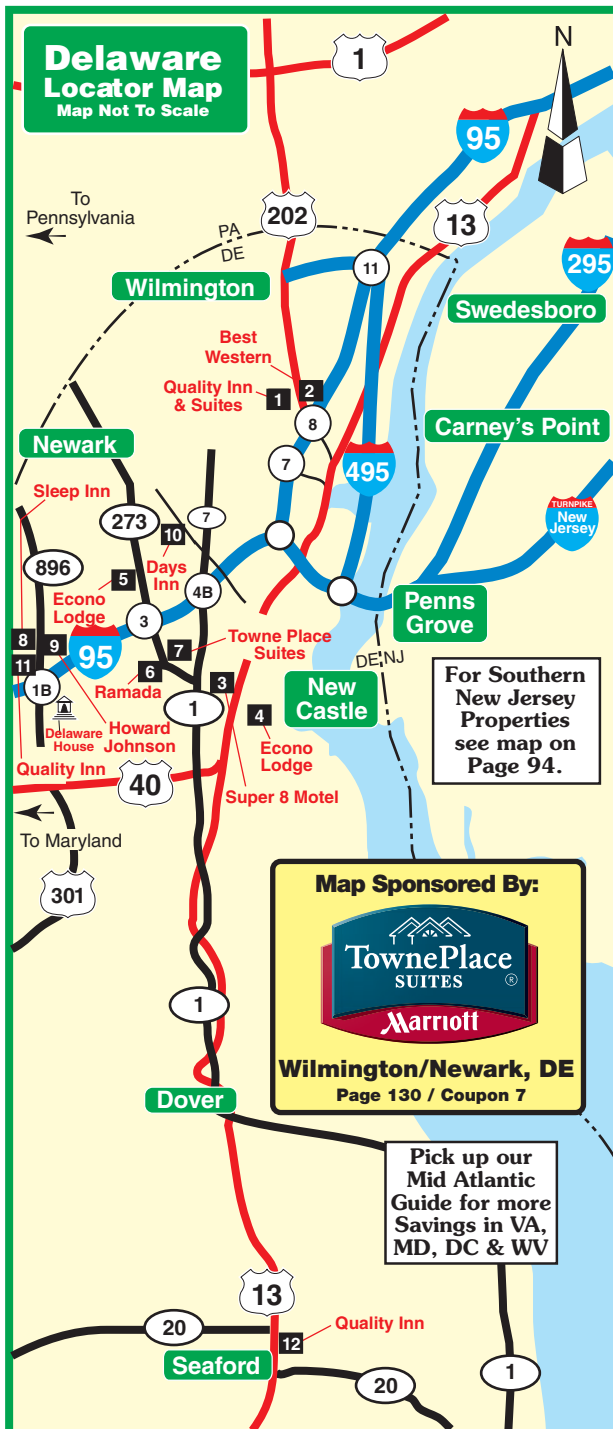 Delaware
Locator Map
Map Not To Scale
1
N
95
To
Pennsylvania
202
13
PA
DE
11
295
Wilmington
Swedesboro
Best
Western
Quality Inn
& Suites
1
2
8
Carney's Point
Newark
7
495
Sleep Inn
TURNPIKE
New
Jersey
273
10
7
896
Days
Inn
5
4B
Econo
Lodge
3
Penns
Grove
8
9
95
7
Towne Place
Suites
DE
NJ
11
6
Ramada
3
For Southern
New Jersey
Properties
see map on
Page 94.
1B
1
New
Castle
4
Delaware
House
Howard
Johnson
Econo
Lodge
Quality Inn
40
Super 8 Motel
To Maryland
301
Map Sponsored By:
TownePlace
SUITES
®
Marriott
1
Wilmington/Newark, DE
Page 130 / Coupon 7
Dover
Pick up our
Mid Atlantic
Guide for more
Savings in VA,
MD, DC & WV
13
20
12
Quality Inn
Seaford
20
1